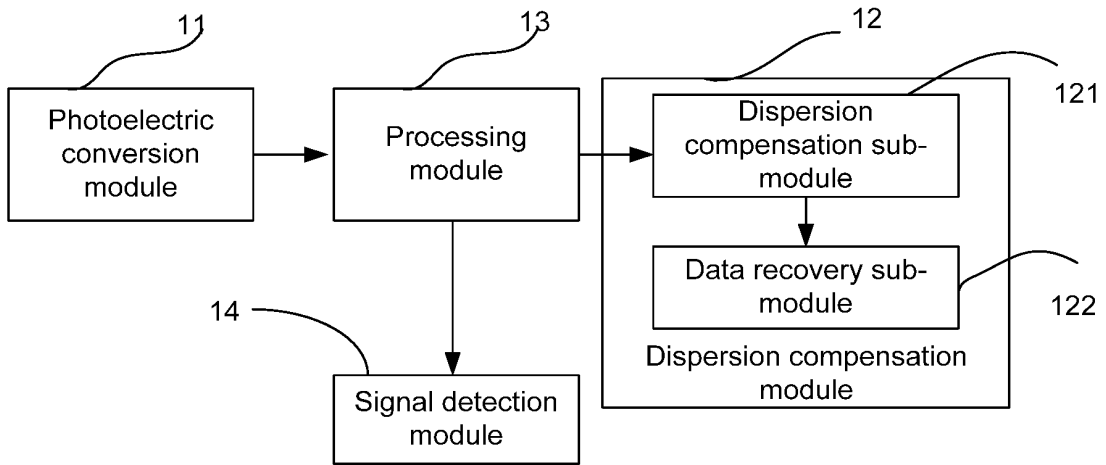 11
13
12
121
Photoelectric
conversion
module
Processing
module
Dispersion
compensation sub-
module
Data recovery sub-
module
122
Dispersion compensation
module
14
Signal detection
module